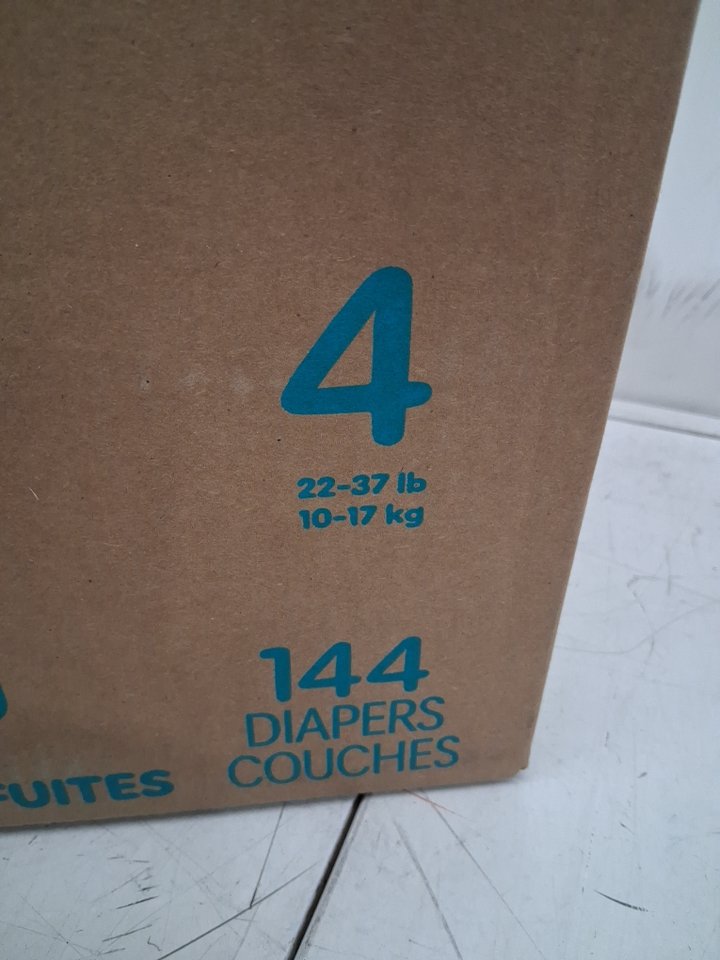 4
22-37 lb
10-17 kg
144
DIAPERS
COUCHES
FUITES